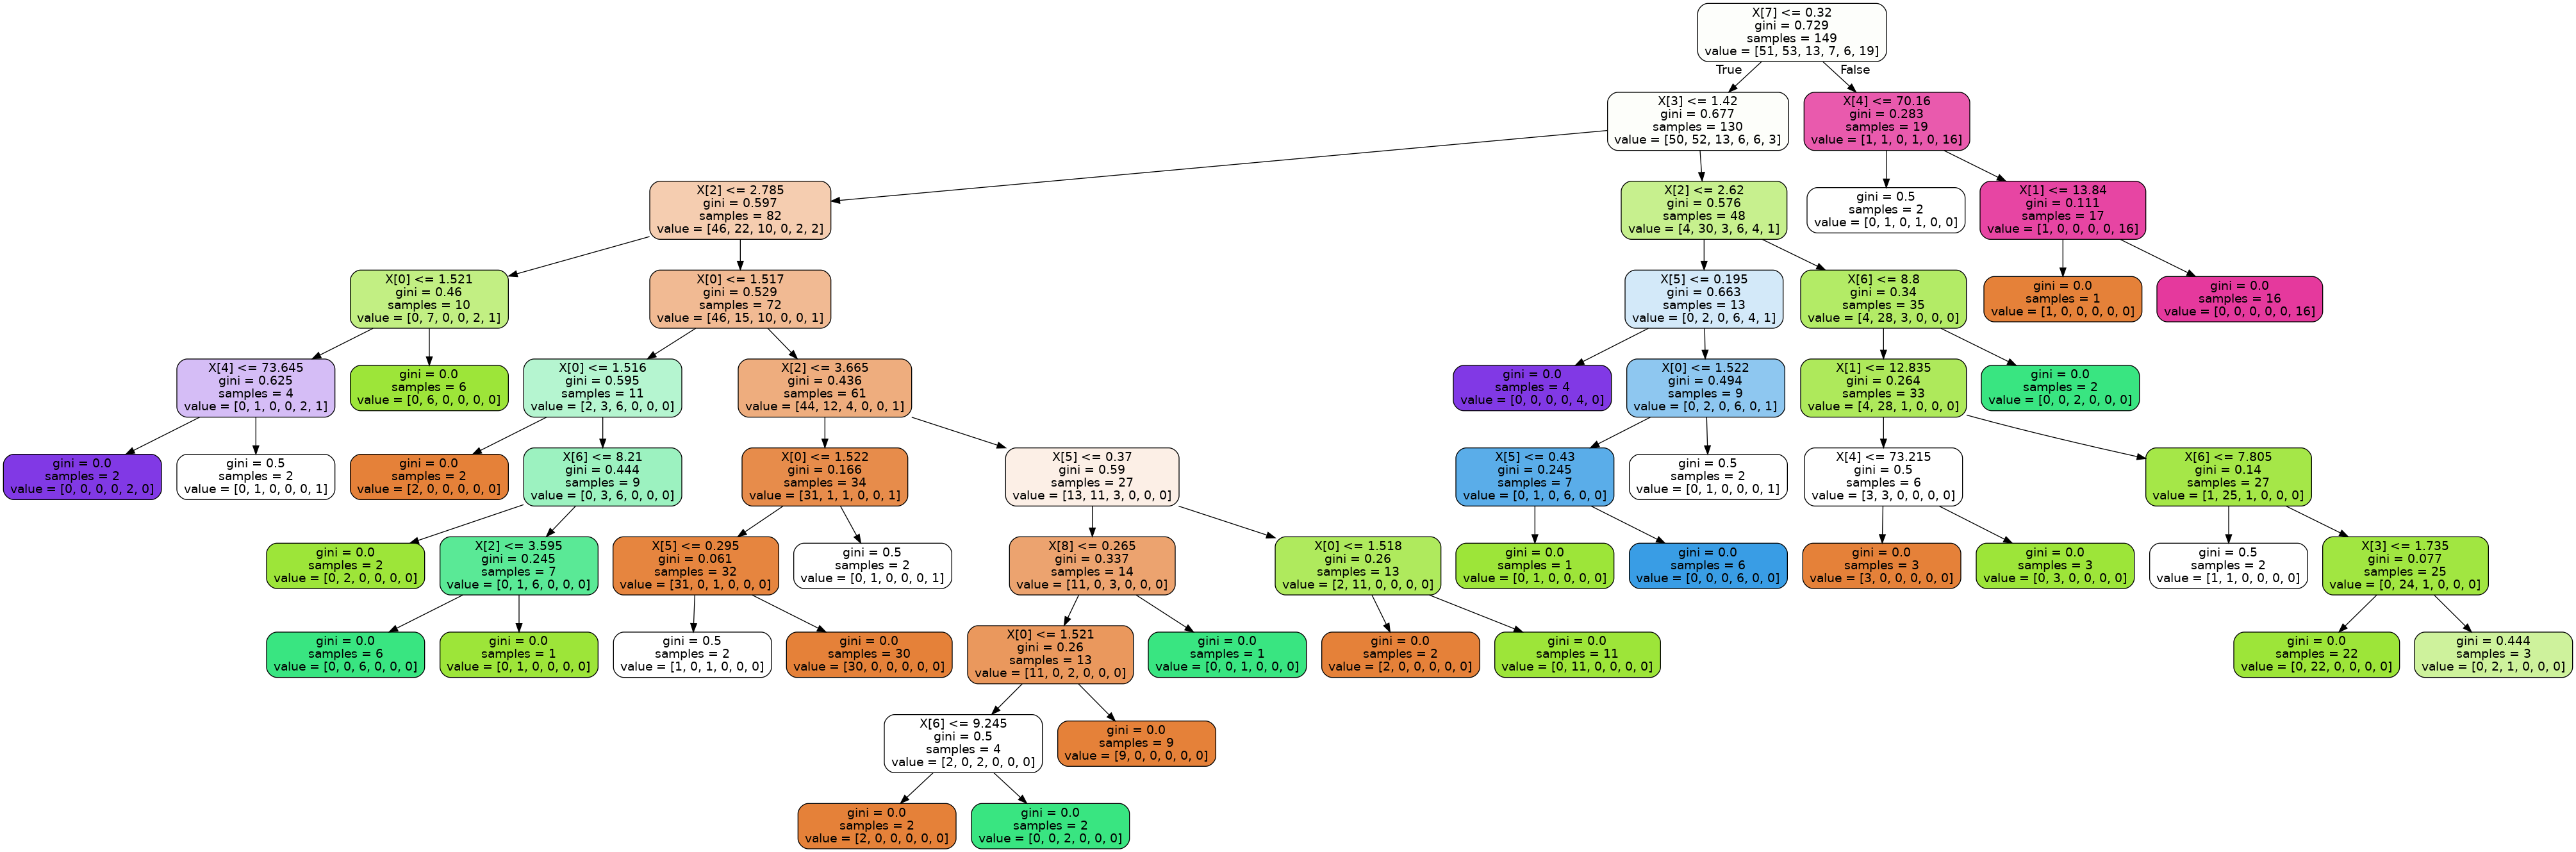 X[7] <= 0.32
gini = 0.729
samples = 149
value = [51, 53, 13, 7, 6, 19]
True
False
X[3] <= 1.42
gini = 0.677
samples = 130
value = [50, 52, 13, 6, 6, 3]
X[4] <= 70.16
gini = 0.283
samples = 19
value = [1, 1, 0, 1, 0, 16]
X[2] <= 2.785
gini = 0.597
samples = 82
value = [46, 22, 10, 0, 2, 2]
X[2] <= 2.62
gini = 0.576
samples = 48
value = [4, 30, 3, 6, 4, 1]
gini = 0.5
samples = 2
value = [0, 1, 0, 1, 0, 0]
X[1] <= 13.84
gini = 0.111
samples = 17
value = [1, 0, 0, 0, 0, 16]
X[0] <= 1.521
gini = 0.46
samples = 10
value = [0, 7, 0, 0, 2, 1]
X[0] <= 1.517
gini = 0.529
samples = 72
value = [46, 15, 10, 0, 0, 1]
X[5] <= 0.195
gini = 0.663
samples = 13
value = [0, 2, 0, 6, 4, 1]
X[6] <= 8.8
gini = 0.34
samples = 35
value = [4, 28, 3, 0, 0, 0]
gini = 0.0
samples = 1
value = [1, 0, 0, 0, 0, 0]
gini = 0.0
samples = 16
value = [0, 0, 0, 0, 0, 16]
X[4] <= 73.645
gini = 0.625
samples = 4
value = [0, 1, 0, 0, 2, 1]
gini = 0.0
samples = 6
value = [0, 6, 0, 0, 0, 0]
X[0] <= 1.516
gini = 0.595
samples = 11
value = [2, 3, 6, 0, 0, 0]
X[2] <= 3.665
gini = 0.436
samples = 61
value = [44, 12, 4, 0, 0, 1]
gini = 0.0
samples = 4
value = [0, 0, 0, 0, 4, 0]
X[0] <= 1.522
gini = 0.494
samples = 9
value = [0, 2, 0, 6, 0, 1]
X[1] <= 12.835
gini = 0.264
samples = 33
value = [4, 28, 1, 0, 0, 0]
gini = 0.0
samples = 2
value = [0, 0, 2, 0, 0, 0]
gini = 0.0
samples = 2
value = [0, 0, 0, 0, 2, 0]
gini = 0.5
samples = 2
value = [0, 1, 0, 0, 0, 1]
gini = 0.0
samples = 2
value = [2, 0, 0, 0, 0, 0]
X[6] <= 8.21
gini = 0.444
samples = 9
value = [0, 3, 6, 0, 0, 0]
X[0] <= 1.522
gini = 0.166
samples = 34
value = [31, 1, 1, 0, 0, 1]
X[5] <= 0.37
gini = 0.59
samples = 27
value = [13, 11, 3, 0, 0, 0]
X[5] <= 0.43
gini = 0.245
samples = 7
value = [0, 1, 0, 6, 0, 0]
gini = 0.5
samples = 2
value = [0, 1, 0, 0, 0, 1]
X[4] <= 73.215
gini = 0.5
samples = 6
value = [3, 3, 0, 0, 0, 0]
X[6] <= 7.805
gini = 0.14
samples = 27
value = [1, 25, 1, 0, 0, 0]
gini = 0.0
samples = 2
value = [0, 2, 0, 0, 0, 0]
X[2] <= 3.595
gini = 0.245
samples = 7
value = [0, 1, 6, 0, 0, 0]
X[5] <= 0.295
gini = 0.061
samples = 32
value = [31, 0, 1, 0, 0, 0]
gini = 0.5
samples = 2
value = [0, 1, 0, 0, 0, 1]
X[8] <= 0.265
gini = 0.337
samples = 14
value = [11, 0, 3, 0, 0, 0]
X[0] <= 1.518
gini = 0.26
samples = 13
value = [2, 11, 0, 0, 0, 0]
gini = 0.0
samples = 1
value = [0, 1, 0, 0, 0, 0]
gini = 0.0
samples = 6
value = [0, 0, 0, 6, 0, 0]
gini = 0.0
samples = 3
value = [3, 0, 0, 0, 0, 0]
gini = 0.0
samples = 3
value = [0, 3, 0, 0, 0, 0]
gini = 0.5
samples = 2
value = [1, 1, 0, 0, 0, 0]
X[3] <= 1.735
gini = 0.077
samples = 25
value = [0, 24, 1, 0, 0, 0]
gini = 0.0
samples = 6
value = [0, 0, 6, 0, 0, 0]
gini = 0.0
samples = 1
value = [0, 1, 0, 0, 0, 0]
gini = 0.5
samples = 2
value = [1, 0, 1, 0, 0, 0]
gini = 0.0
samples = 30
value = [30, 0, 0, 0, 0, 0]
X[0] <= 1.521
gini = 0.26
samples = 13
value = [11, 0, 2, 0, 0, 0]
gini = 0.0
samples = 1
value = [0, 0, 1, 0, 0, 0]
gini = 0.0
samples = 2
value = [2, 0, 0, 0, 0, 0]
gini = 0.0
samples = 11
value = [0, 11, 0, 0, 0, 0]
gini = 0.0
samples = 22
value = [0, 22, 0, 0, 0, 0]
gini = 0.444
samples = 3
value = [0, 2, 1, 0, 0, 0]
X[6] <= 9.245
gini = 0.5
samples = 4
value = [2, 0, 2, 0, 0, 0]
gini = 0.0
samples = 9
value = [9, 0, 0, 0, 0, 0]
gini = 0.0
samples = 2
value = [2, 0, 0, 0, 0, 0]
gini = 0.0
samples = 2
value = [0, 0, 2, 0, 0, 0]